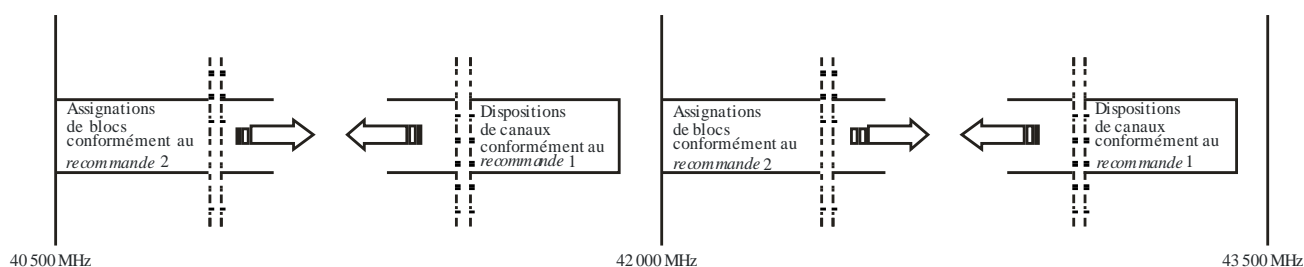 Assignations
de blocs
conformément au
recommande 2
Dispositions
de canaux
conformément au
recommande 1
Assignations
de blocs
conformément au
recommande 2
Dispositions
de canaux
conformément au
recommande 1
40 500 MHz
42 000 MHz
43 500 MHz